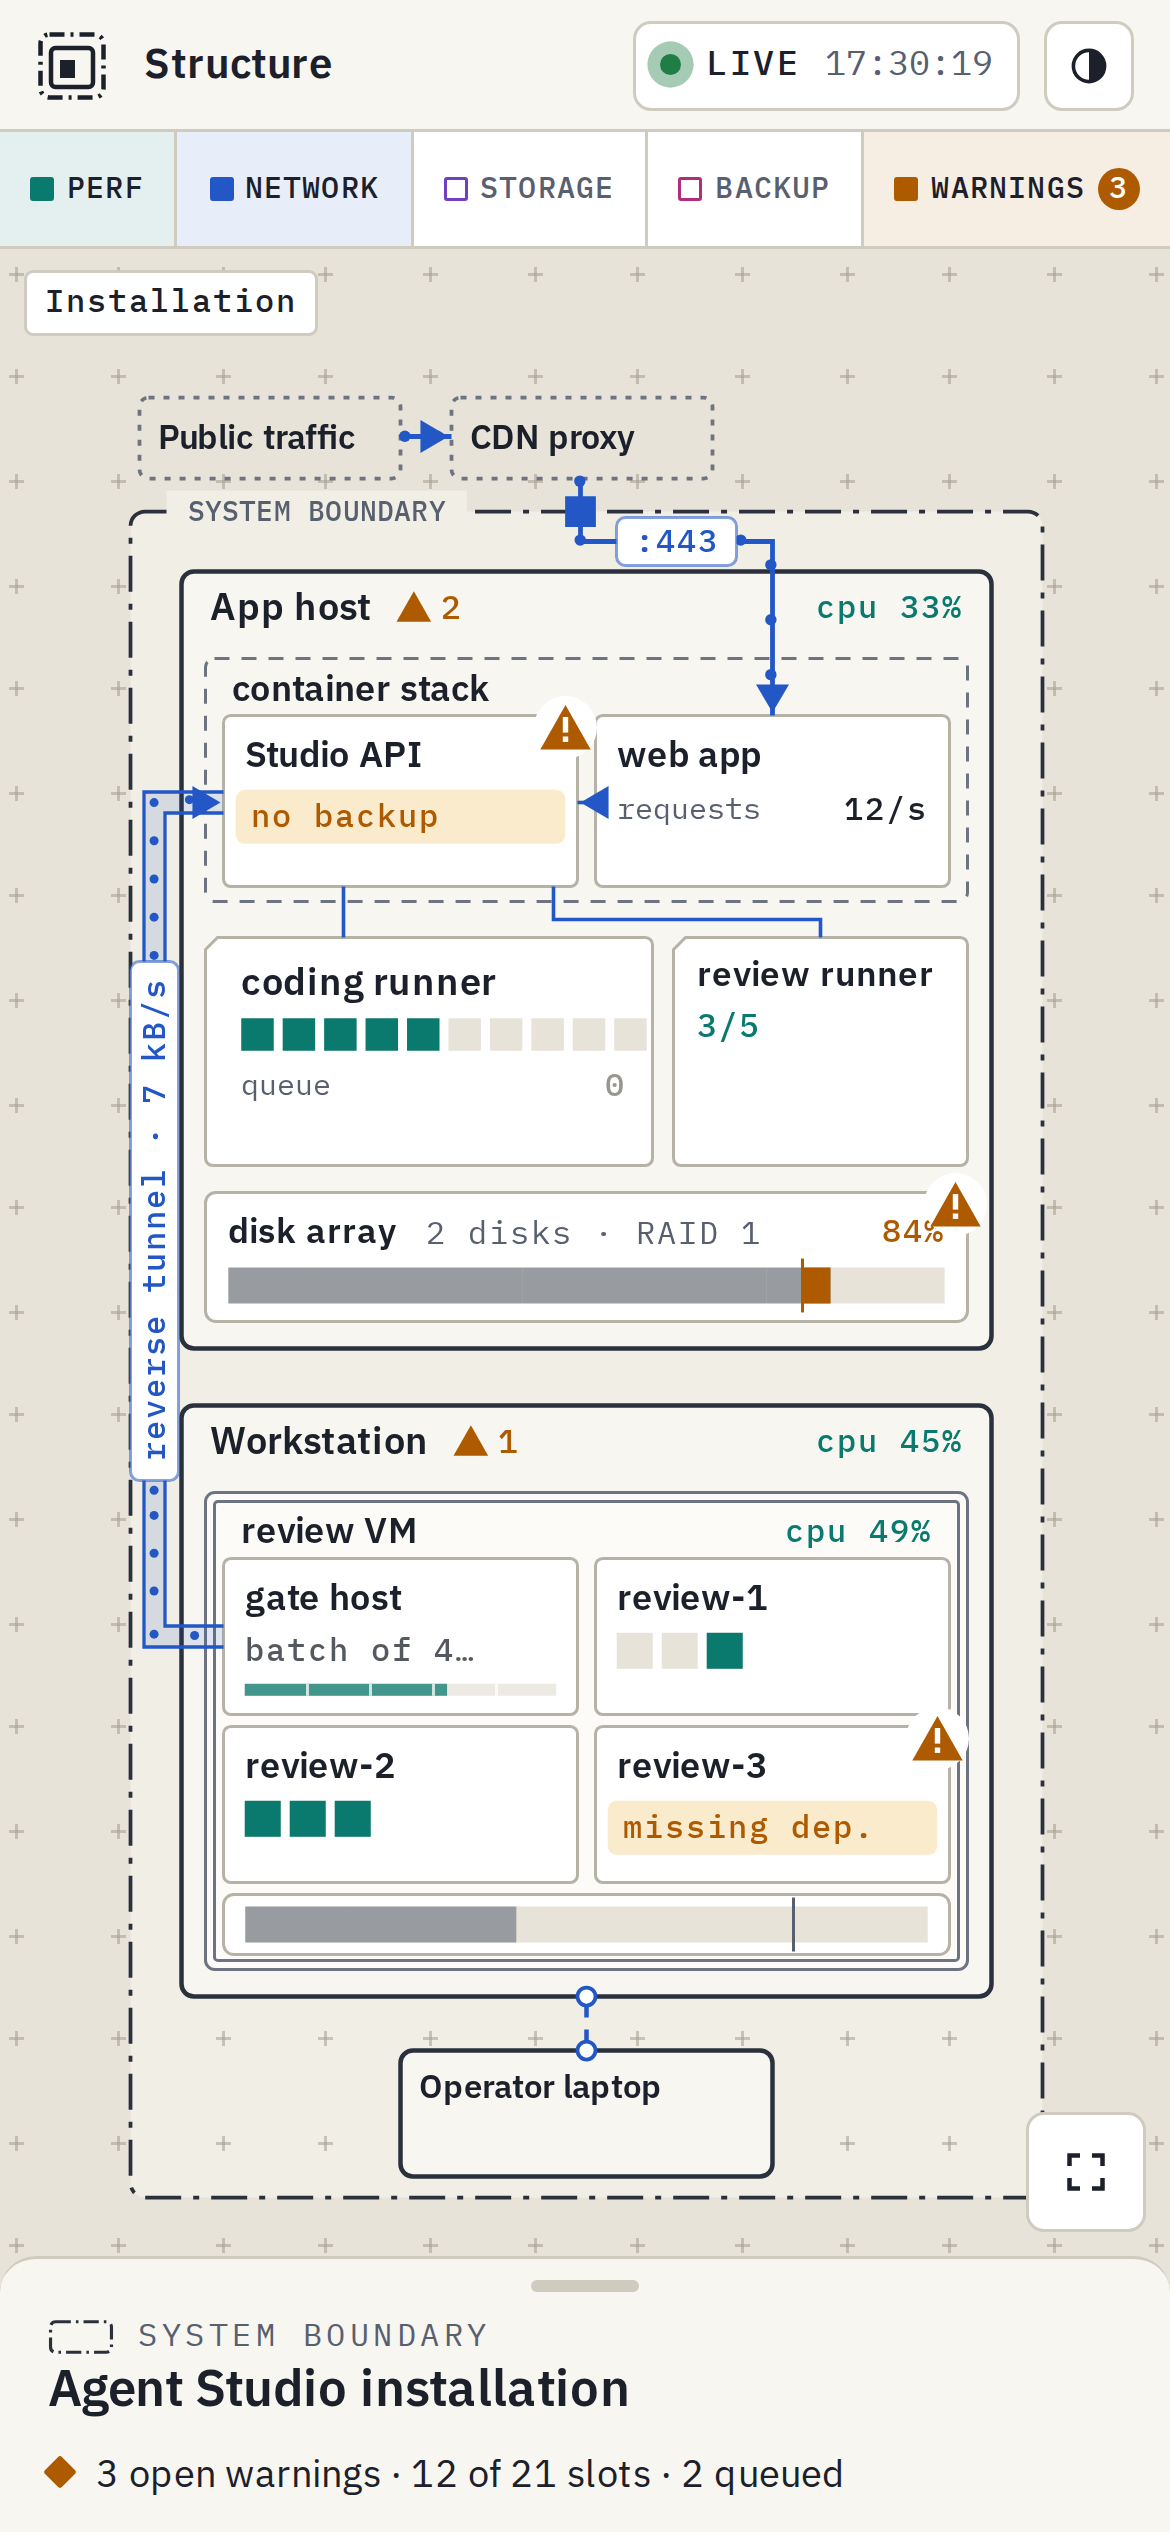 Structure
LIVE 17:30:19
PERF
NETWORK
STORAGE
BACKUP
WARNINGS 3
Installation
Public traffic
CDN proxy
SYSTEM BOUNDARY
:443
App host 2
cpu 33%
container stack
Studio API
no backup
web app
requests 12/s
coding runner
queue 0
review runner
3/5
disk array 2 disks · RAID 1 84%
reverse tunnel · 7 kB/s
Workstation 1
cpu 45%
review VM
cpu 49%
gate host
batch of 4…
review-1
review-2
review-3
missing dep.
Operator laptop
SYSTEM BOUNDARY
Agent Studio installation
3 open warnings · 12 of 21 slots · 2 queued